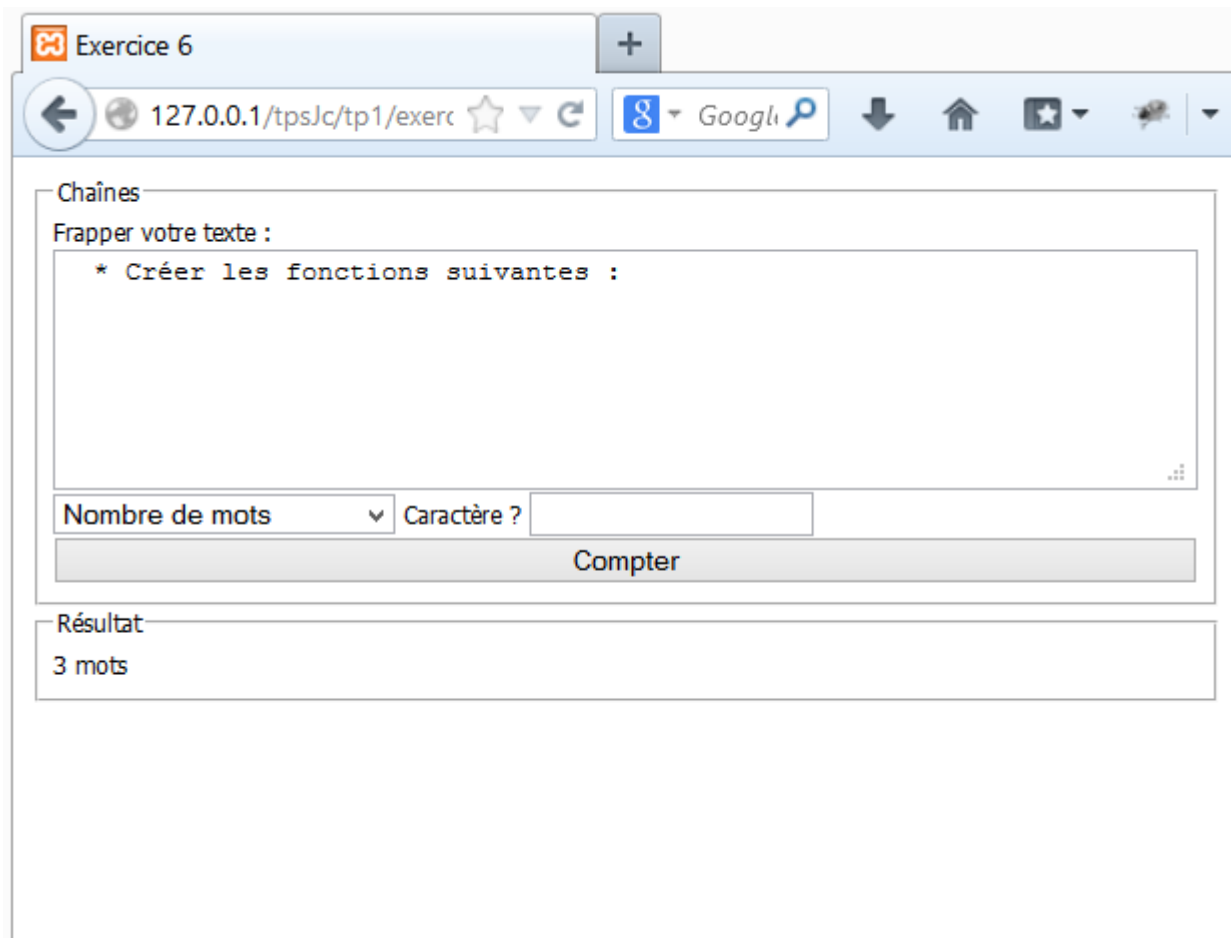 Exercice 6
127.0.0.1/tpsJc/tp1/exerc
Chaînes
Frapper votre texte :
* Créer les fonctions suivantes :
Nombre de mots Caractère ?
Compter
Résultat
3 mots